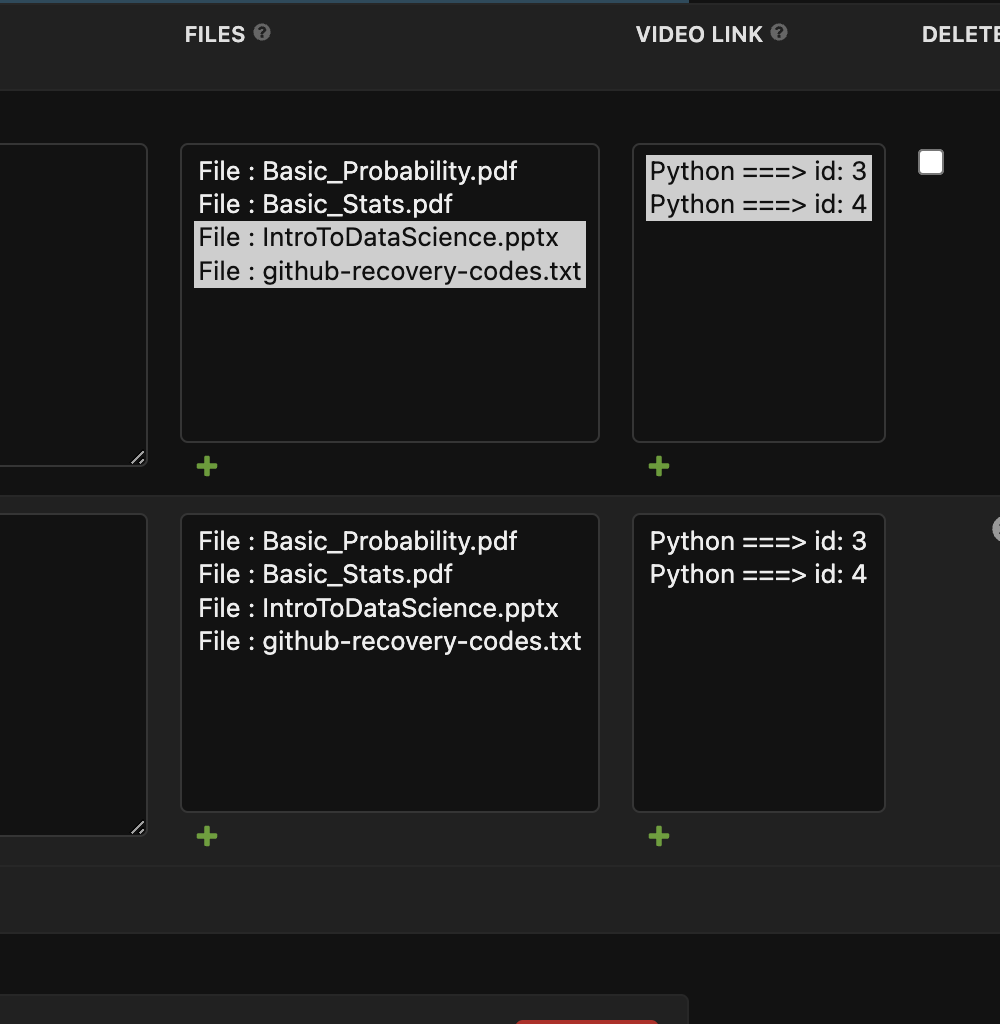 FILES ? VIDEO LINK ? DELETE
File : Basic_Probability.pdf
File : Basic_Stats.pdf
File : IntroToDataScience.pptx
File : github-recovery-codes.txt
Python ===> id: 3
Python ===> id: 4
File : Basic_Probability.pdf
File : Basic_Stats.pdf
File : IntroToDataScience.pptx
File : github-recovery-codes.txt
Python ===> id: 3
Python ===> id: 4